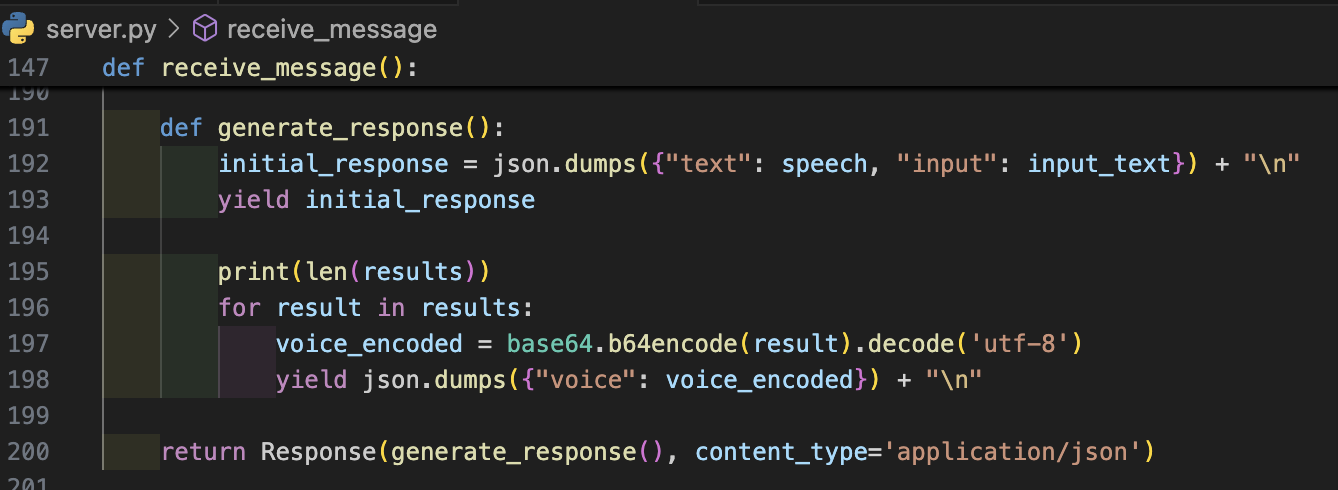 server.py > receive_message
147 def receive_message():
190
191 def generate_response():
192 initial_response = json.dumps({"text": speech, "input": input_text}) + "\n"
193 yield initial_response
194
195 print(len(results))
196 for result in results:
197 voice_encoded = base64.b64encode(result).decode('utf-8')
198 yield json.dumps({"voice": voice_encoded}) + "\n"
199
200 return Response(generate_response(), content_type='application/json')
201